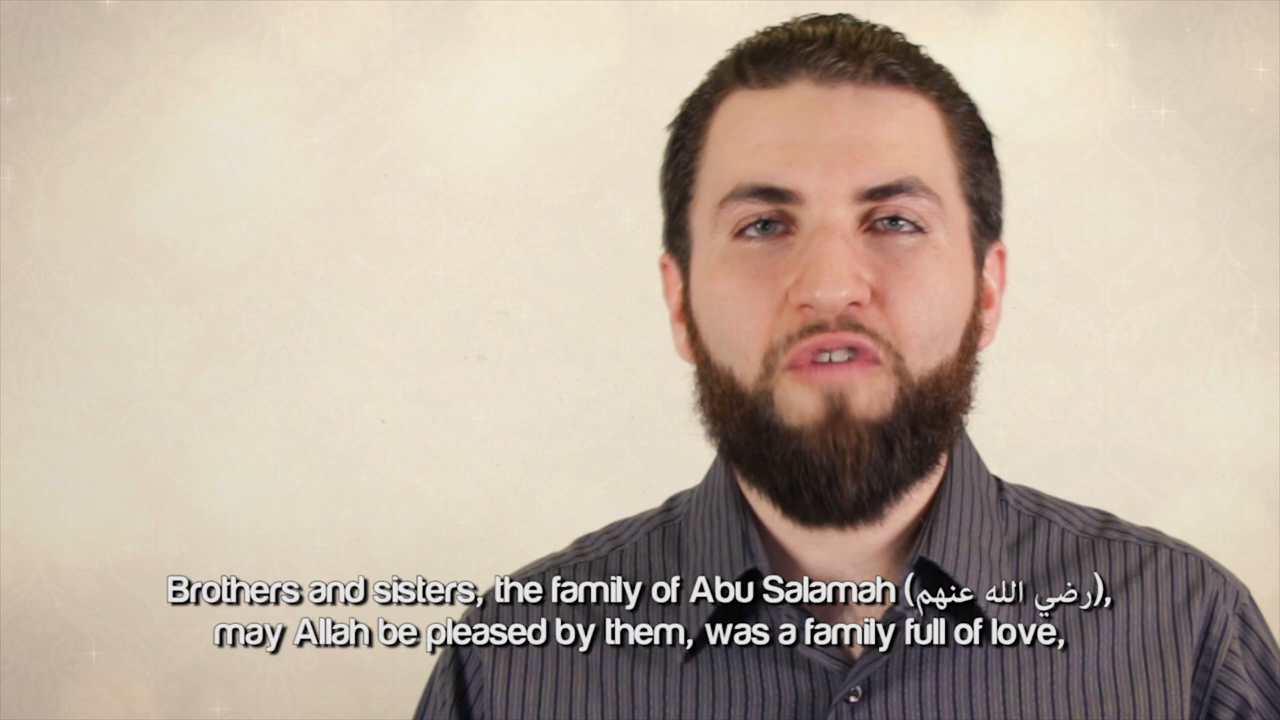 Brothers and sisters, the family of Abu Salamah (رضي الله عنهم),
may Allah be pleased by them, was a family full of love,